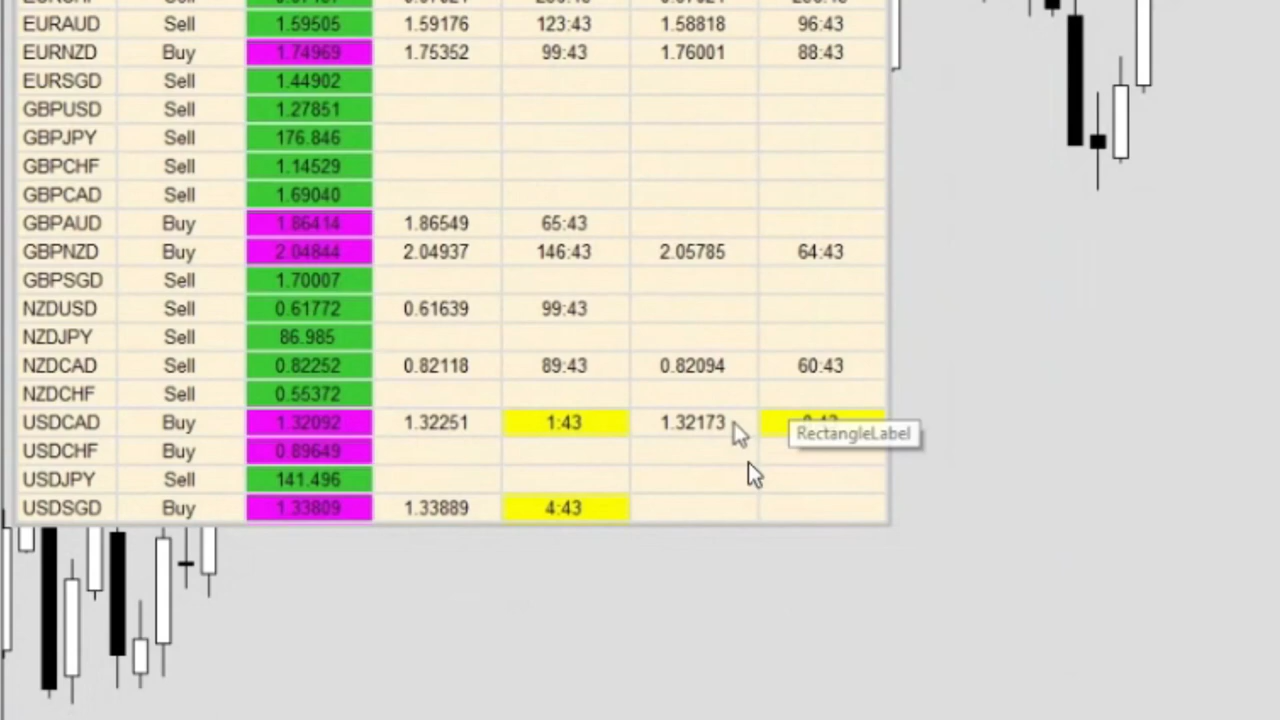 EURAUD Sell 1.59505 1.59176 123:43 1.58818 96:43
EURNZD Buy 1.74969 1.75352 99:43 1.76001 88:43
EURSGD Sell 1.44902
GBPUSD Sell 1.27851
GBPJPY Sell 176.846
GBPCHF Sell 1.14529
GBPCAD Sell 1.69040
GBPAUD Buy 1.86414 1.86549 65:43
GBPNZD Buy 2.04844 2.04937 146:43 2.05785 64:43
GBPSGD Sell 1.70007
NZDUSD Sell 0.61772 0.61639 99:43
NZDJPY Sell 86.985
NZDCAD Sell 0.82252 0.82118 89:43 0.82094 60:43
NZDCHF Sell 0.55372
USDCAD Buy 1.32092 1.32251 1:43 1.32173
RectangleLabel
USDCHF Buy 0.89649
USDJPY Sell 141.496
USDSGD Buy 1.33809 1.33889 4:43